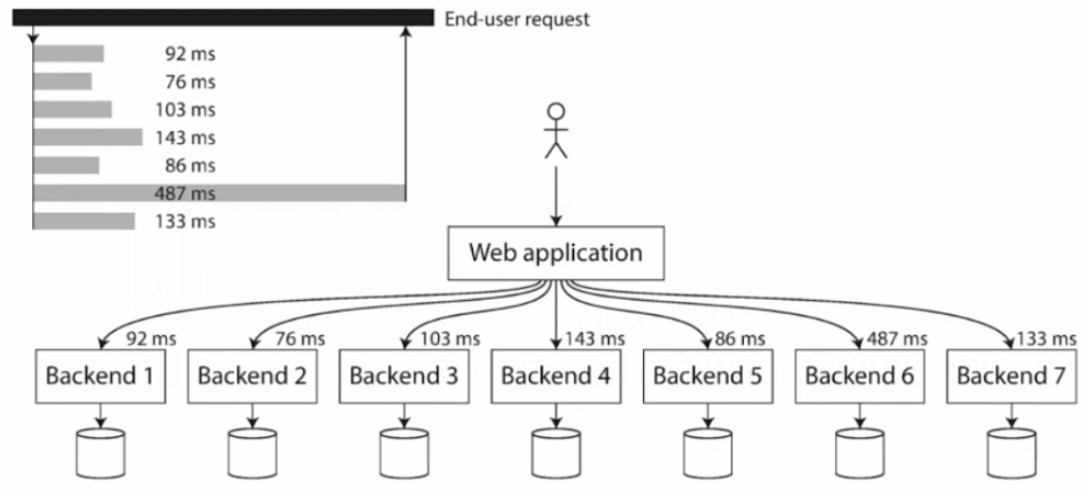 End-user request
92 ms
76 ms
103 ms
143 ms
86 ms
487 ms
133 ms
Web application
92 ms
76 ms
103 ms
143 ms
86 ms
487 ms
133 ms
Backend 1
Backend 2
Backend 3
Backend 4
Backend 5
Backend 6
Backend 7